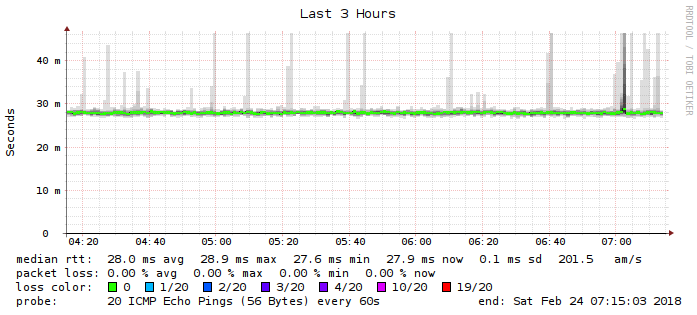 Last 3 Hours
RRDTOOL / TOBI OETIKER
Seconds
40 m
30 m
20 m
10 m
0
04:20 04:40 05:00 05:20 05:40 06:00 06:20 06:40 07:00
median rtt: 28.0 ms avg 28.9 ms max 27.6 ms min 27.9 ms now 0.1 ms sd 201.5 am/s
packet loss: 0.00 % avg 0.00 % max 0.00 % min 0.00 % now
loss color: 0 1/20 2/20 3/20 4/20 10/20 19/20
probe: 20 ICMP Echo Pings (56 Bytes) every 60s end: Sat Feb 24 07:15:03 2018